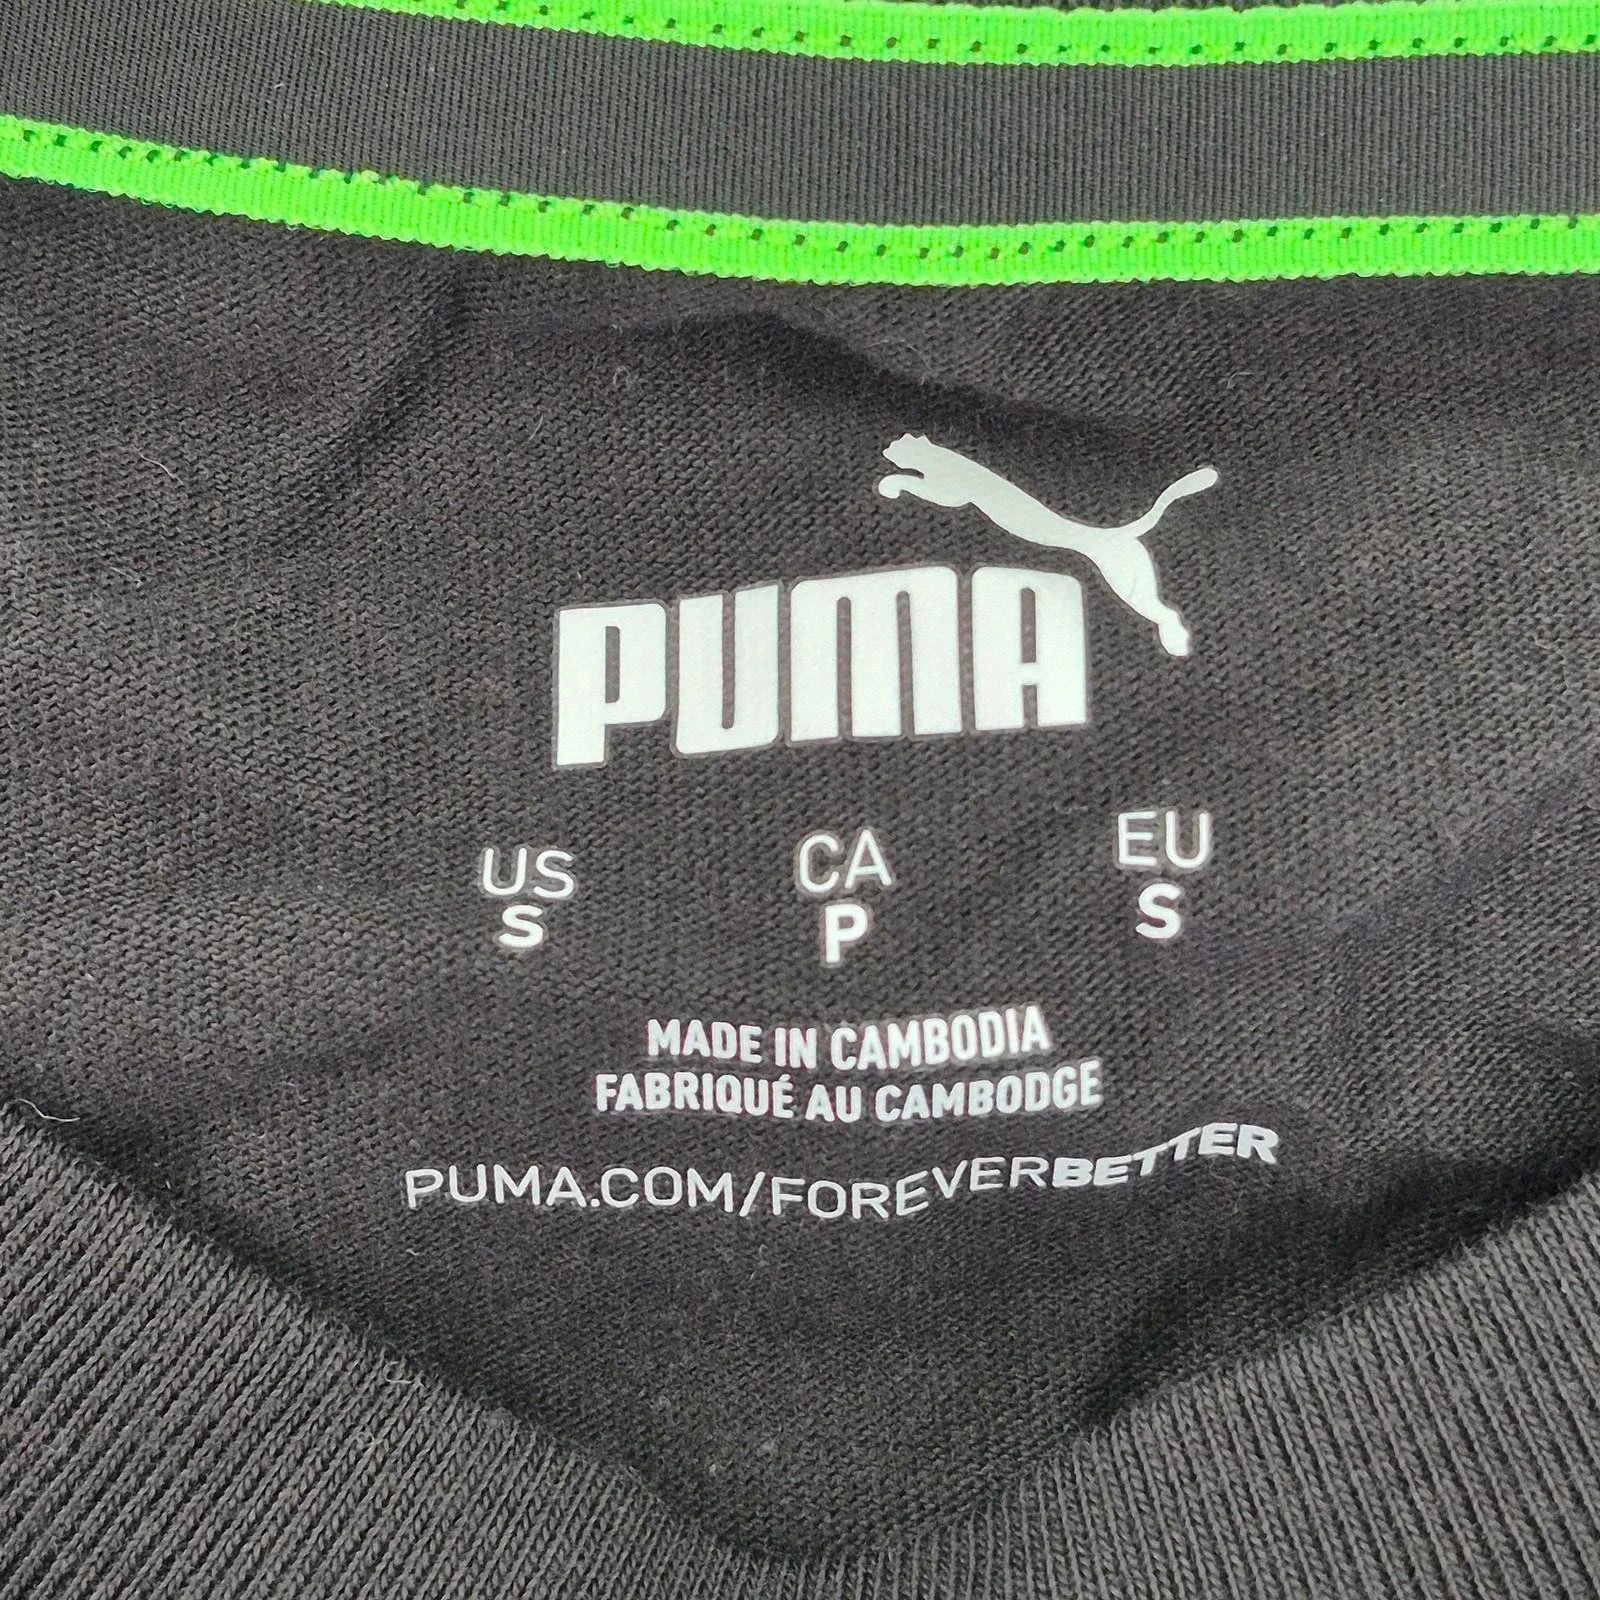 PUMA
US CA EU
S P S
MADE IN CAMBODIA
FABRIQUÉ AU CAMBODGE
PUMA.COM/FOREVERBETTER